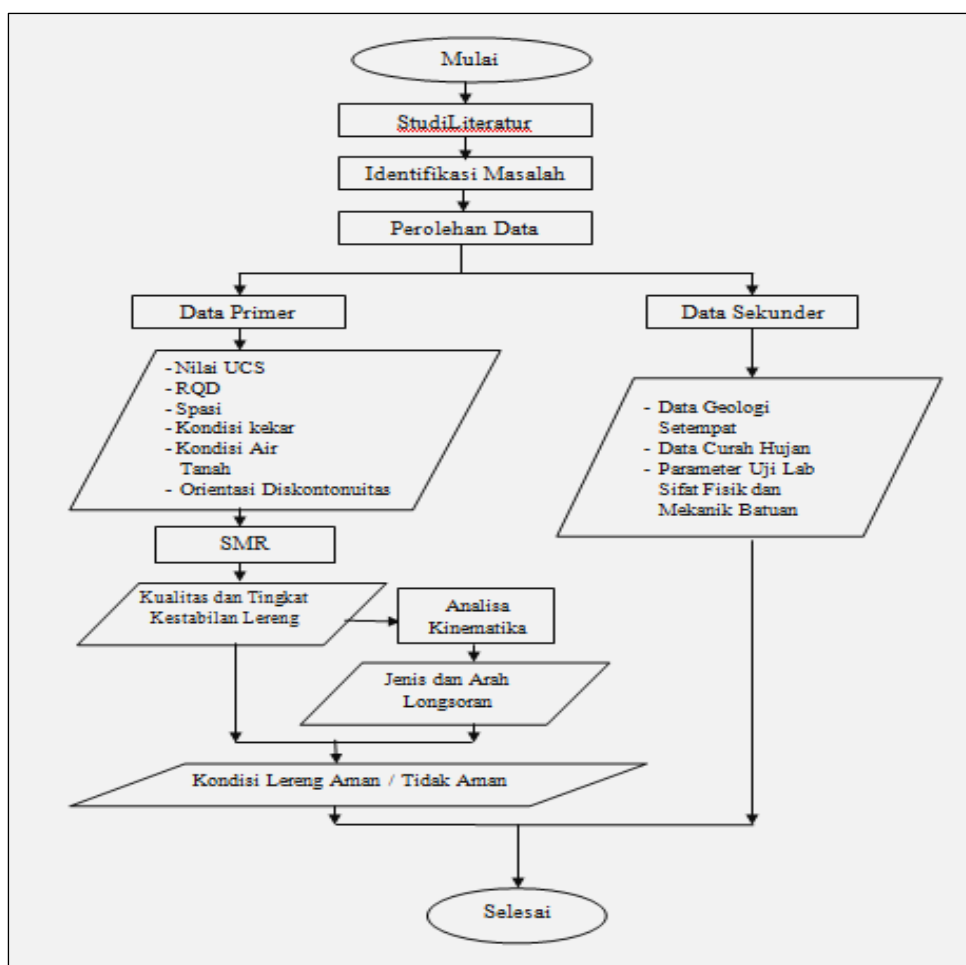 Mulai
StudiLiteratur
Identifikasi Masalah
Perolehan Data
Data Primer
Data Sekunder
- Nilai UCS
- RQD
- Spasi
- Kondisi kekar
- Kondisi Air
Tanah
- Orientasi Diskontonuitas
- Data Geologi
Setempat
- Data Curah Hujan
- Parameter Uji Lab
Sifat Fisik dan
Mekanik Batuan
SMR
Kualitas dan Tingkat
Kestabilan Lereng
Analisa
Kinematika
Jenis dan Arah
Longsoran
Kondisi Lereng Aman / Tidak Aman
Selesai